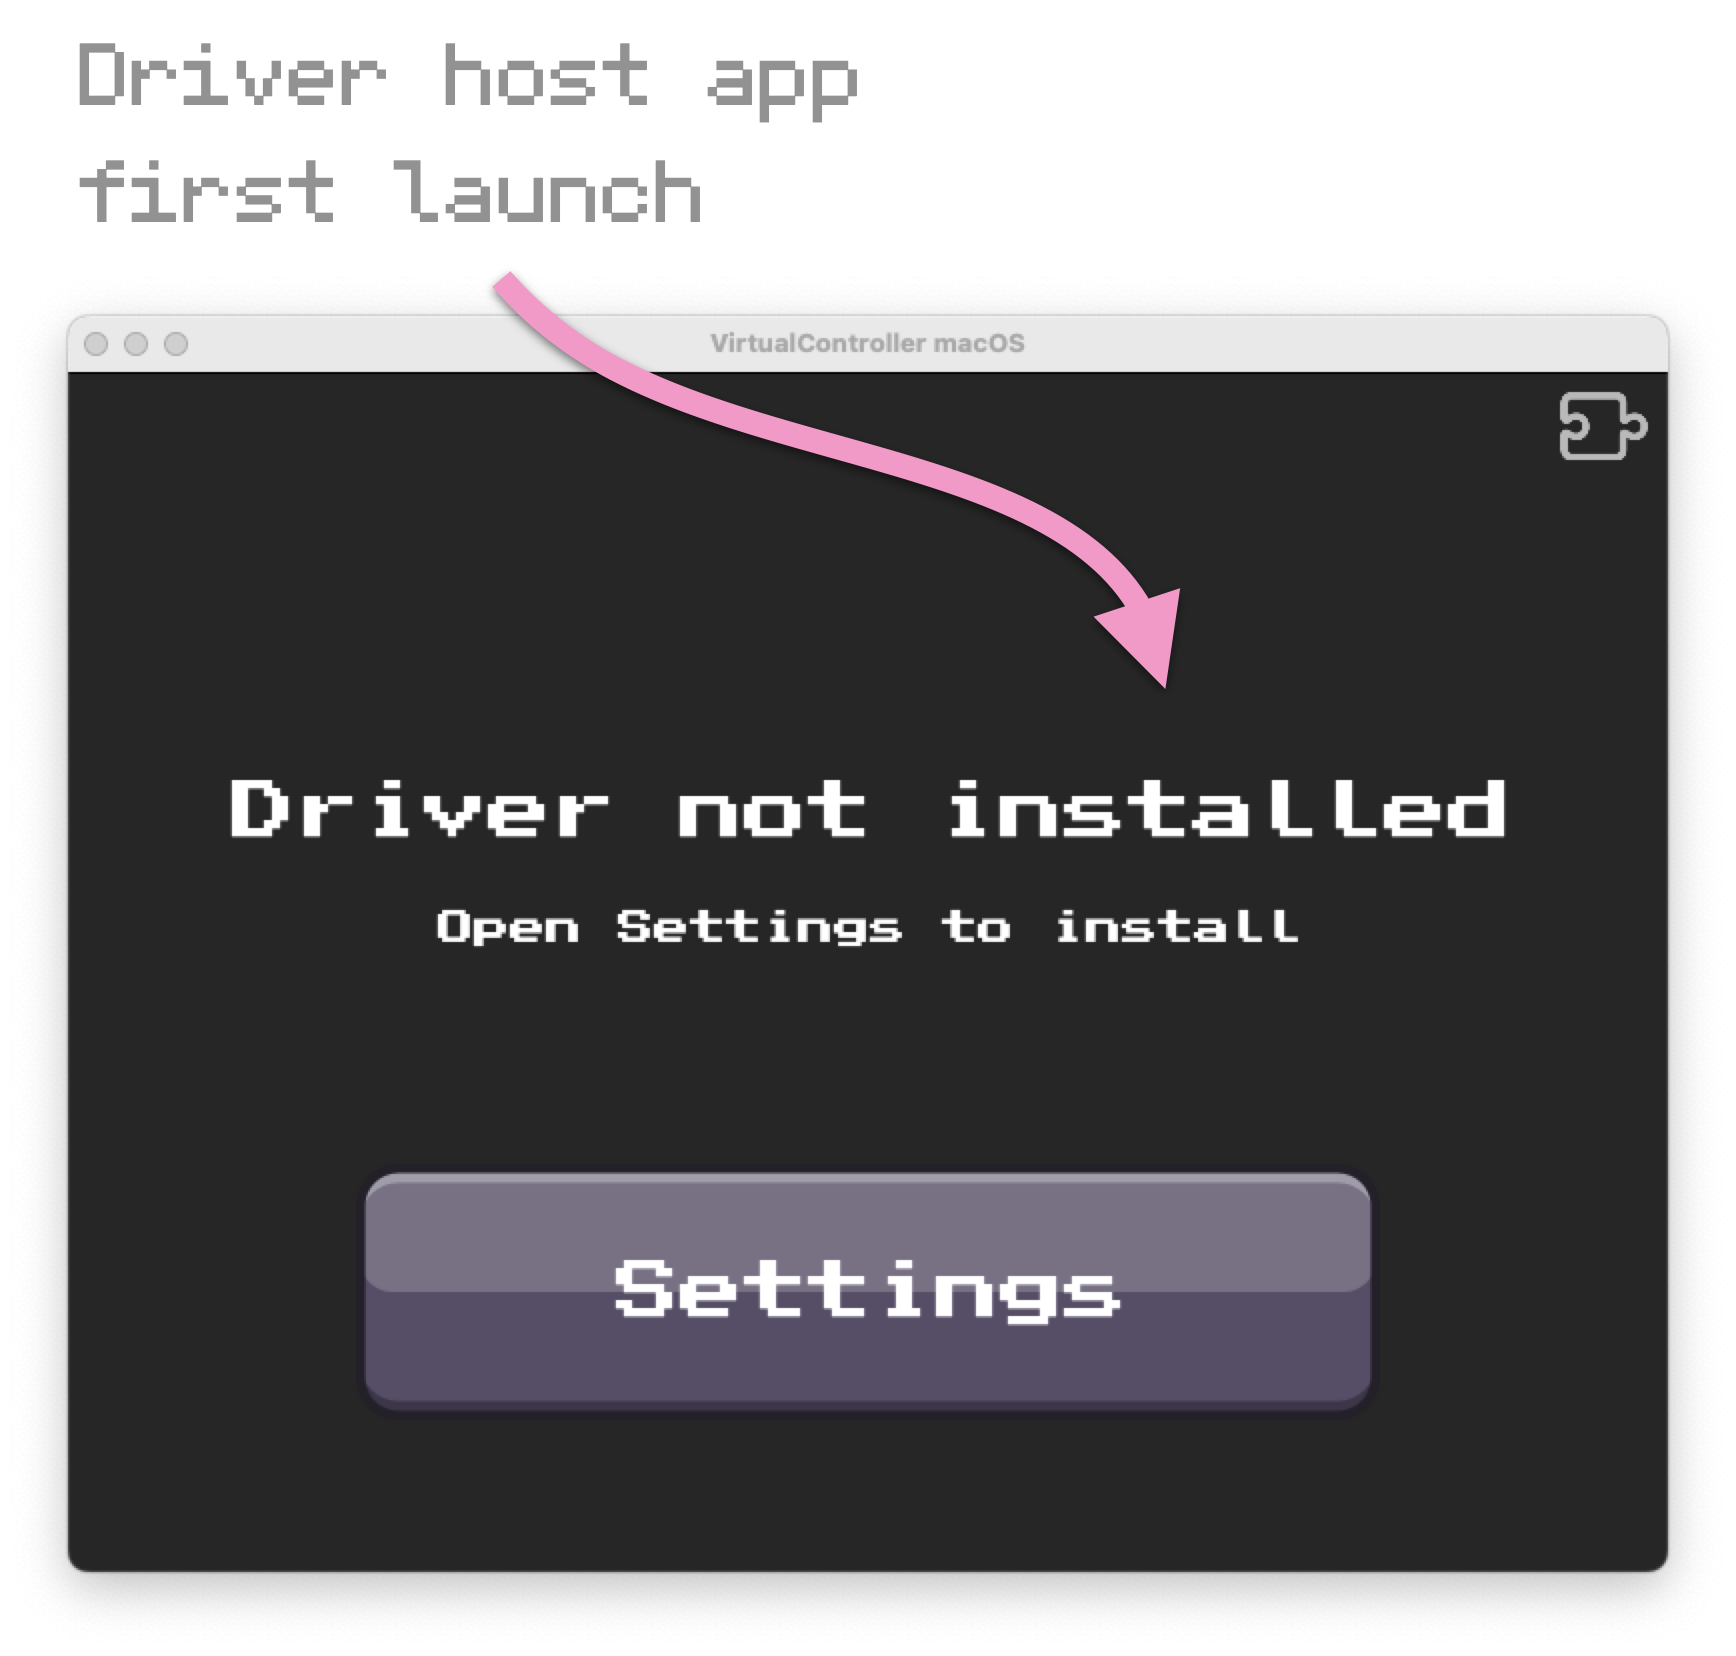 Driver host app
first launch
VirtualController macOS
Driver not installed
Open Settings to install
Settings